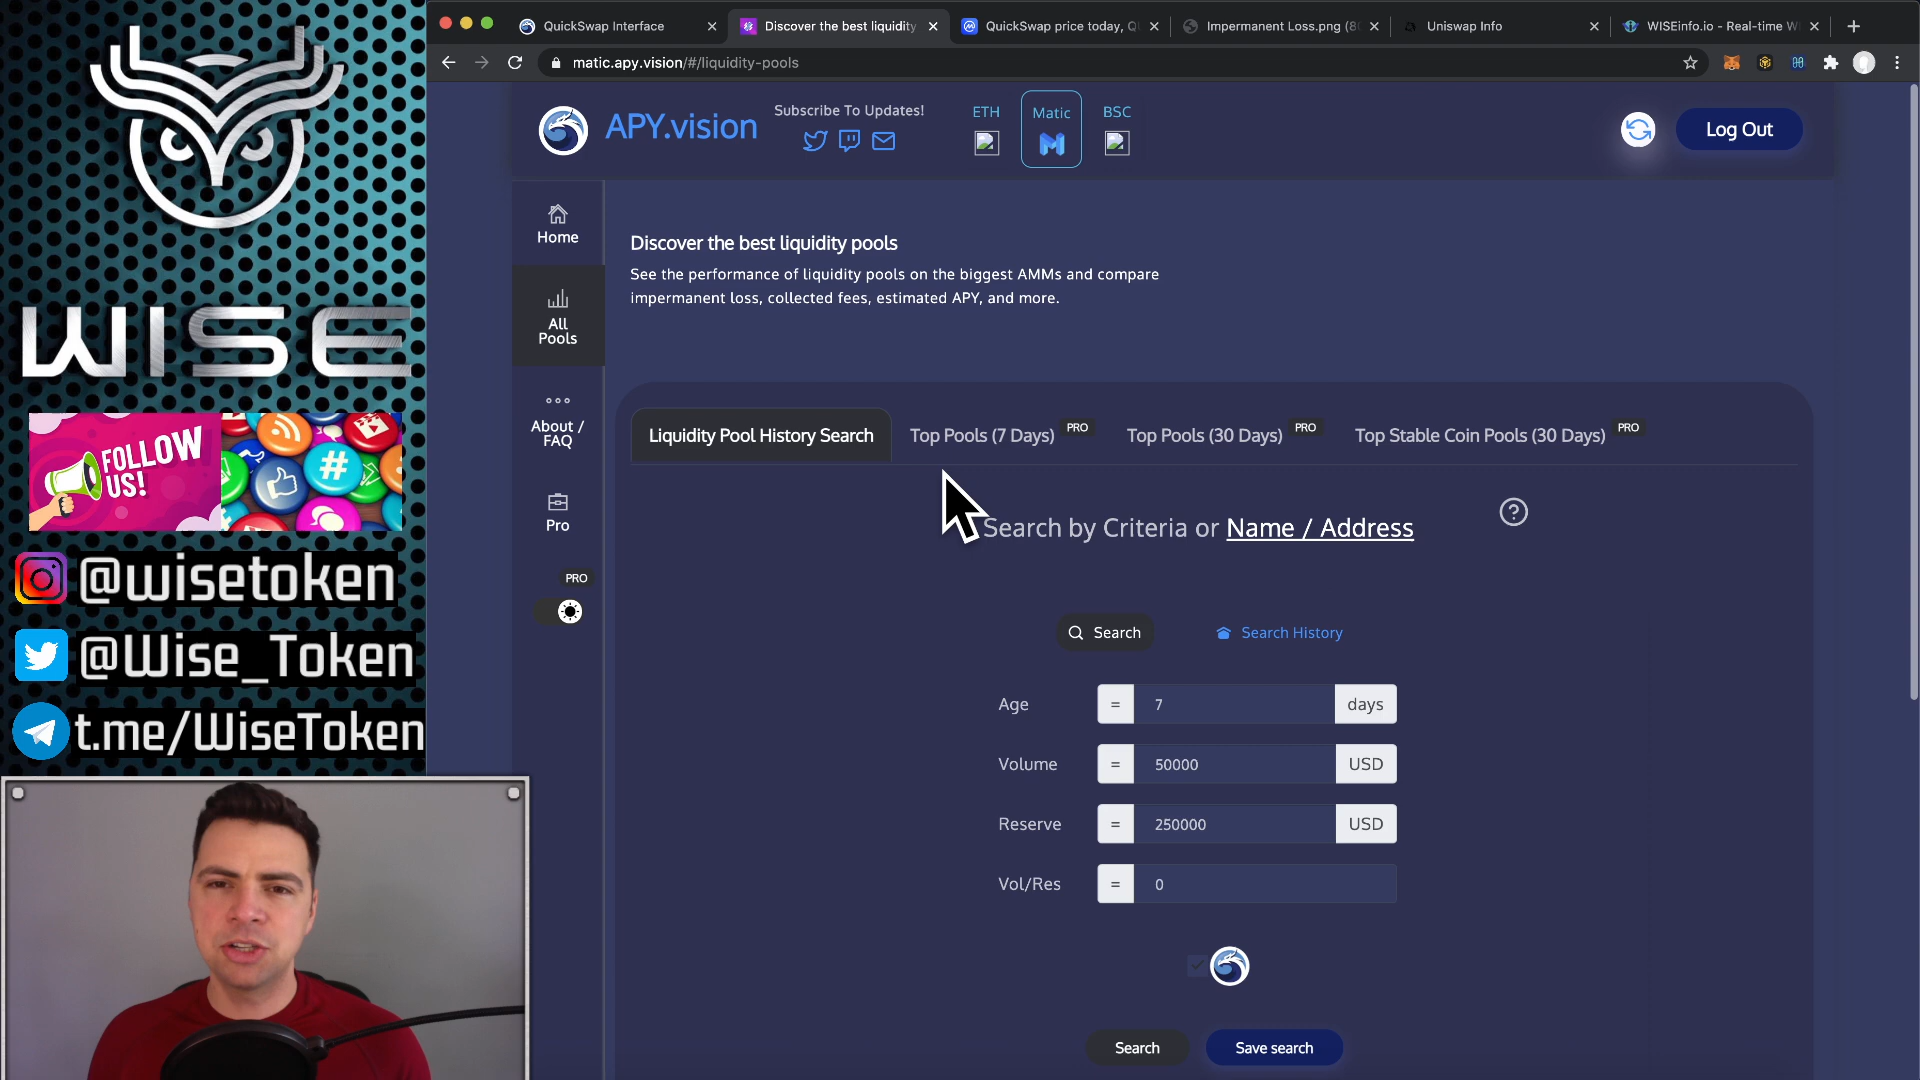 WISE
FOLLOW
US!
@wisetoken
@Wise_Token
t.me/WiseToken
QuickSwap Interface
Discover the best liquidity
QuickSwap price today, Q
Impermanent Loss.png (8
Uniswap Info
WISEinfo.io - Real-time W
matic.apy.vision/#/liquidity-pools
APY.vision
Subscribe To Updates!
ETH
Matic
BSC
Log Out
Home
All
Pools
About /
FAQ
Pro
PRO
Discover the best liquidity pools
See the performance of liquidity pools on the biggest AMMs and compare
impermanent loss, collected fees, estimated APY, and more.
Liquidity Pool History Search
Top Pools (7 Days) PRO
Top Pools (30 Days) PRO
Top Stable Coin Pools (30 Days) PRO
Search by Criteria or Name / Address
?
Search
Search History
Age = 7 days
Volume = 50000 USD
Reserve = 250000 USD
Vol/Res = 0
Search
Save search